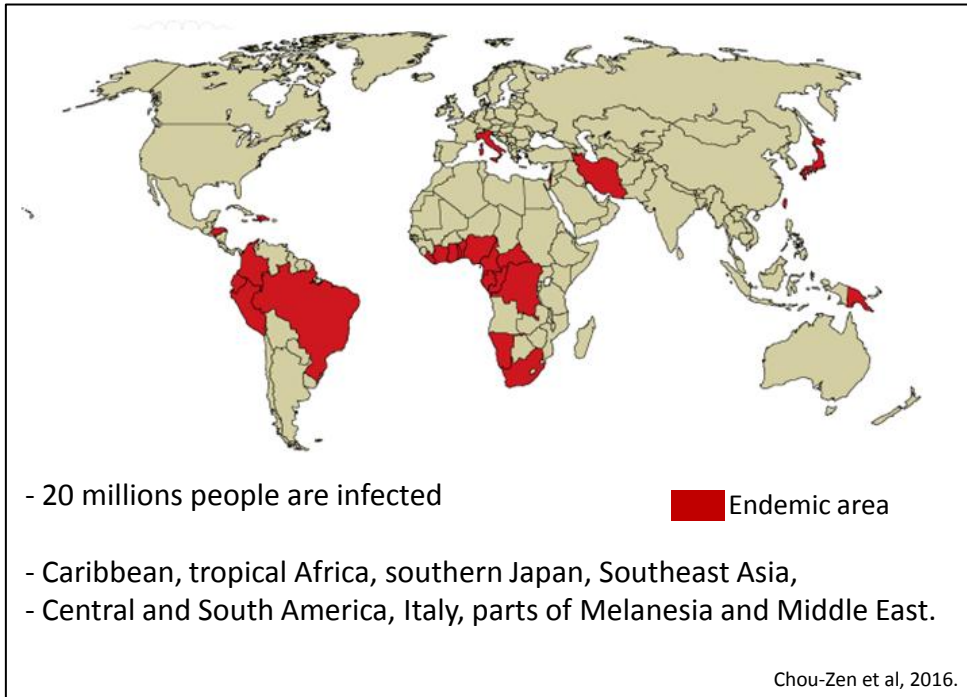 - 20 millions people are infected
Endemic area
- Caribbean, tropical Africa, southern Japan, Southeast Asia,
- Central and South America, Italy, parts of Melanesia and Middle East.
Chou-Zen et al, 2016.